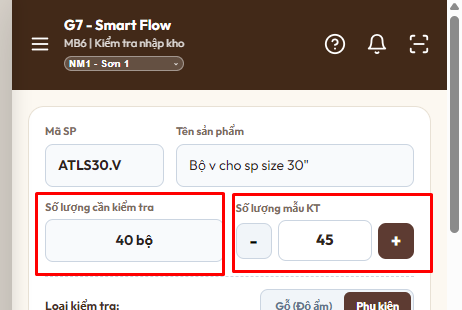 G7 - Smart Flow
MB6 | Kiểm tra nhập kho
NM1 - Sơn 1
Mã SP
Tên sản phẩm
ATLS30.V
Bộ v cho sp size 30"
Số lượng cần kiểm tra
Số lượng mẫu KT
40 bộ
-
45
+
Loại kiểm tra:
Gỗ (Độ ẩm)
Phụ kiện